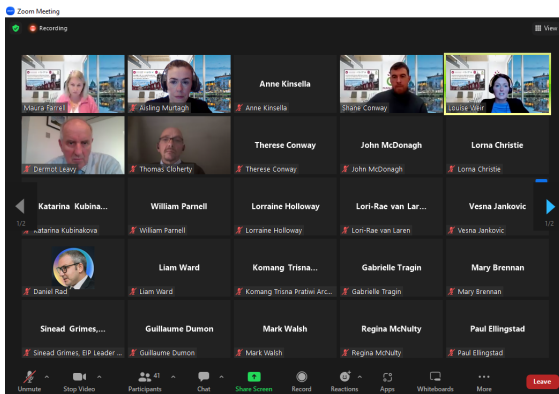 Zoom Meeting
Recording
View
Maura Farrell
Aisling Murtagh
Anne Kinsella
Anne Kinsella
Shane Conway
Louise Weir
Dermot Leavy
Thomas Cloherty
Therese Conway
Therese Conway
John McDonagh
John McDonagh
Lorna Christie
Lorna Christie
Katarina Kubina...
Katarina Kubinakova
William Parnell
William Parnell
Lorraine Holloway
Lorraine Holloway
Lori-Rae van Lar...
Lori-Rae van Laren
Vesna Jankovic
Vesna Jankovic
1/2
1/2
Daniel Rad
Liam Ward
Liam Ward
Komang Trisna...
Komang Trisna Pratiwi Arc...
Gabrielle Tragin
Gabrielle Tragin
Mary Brennan
Mary Brennan
Sinead Grimes,...
Sinead Grimes, EIP Leader ...
Guillaume Dumon
Guillaume Dumon
Mark Walsh
Mark Walsh
Regina McNulty
Regina McNulty
Paul Ellingstad
Paul Ellingstad
41
Unmute
Stop Video
Participants
Chat
Share Screen
Record
Reactions
Apps
Whiteboards
More
Leave